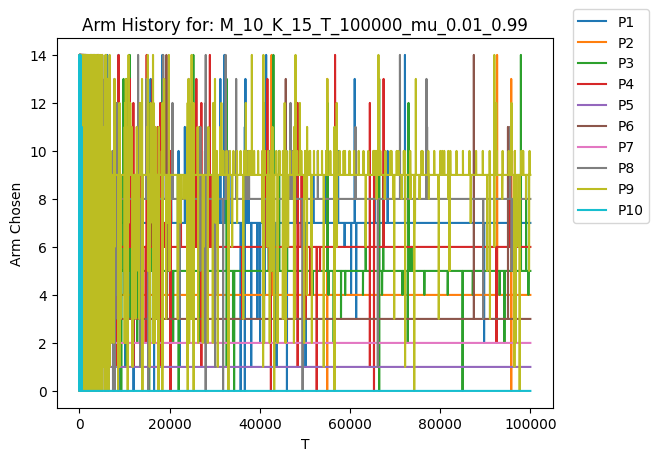 Arm History for: M_10_K_15_T_100000_mu_0.01_0.99
Arm Chosen
14
12
10
8
6
4
2
0
0
20000
40000
60000
80000
100000
T
P1
P2
P3
P4
P5
P6
P7
P8
P9
P10